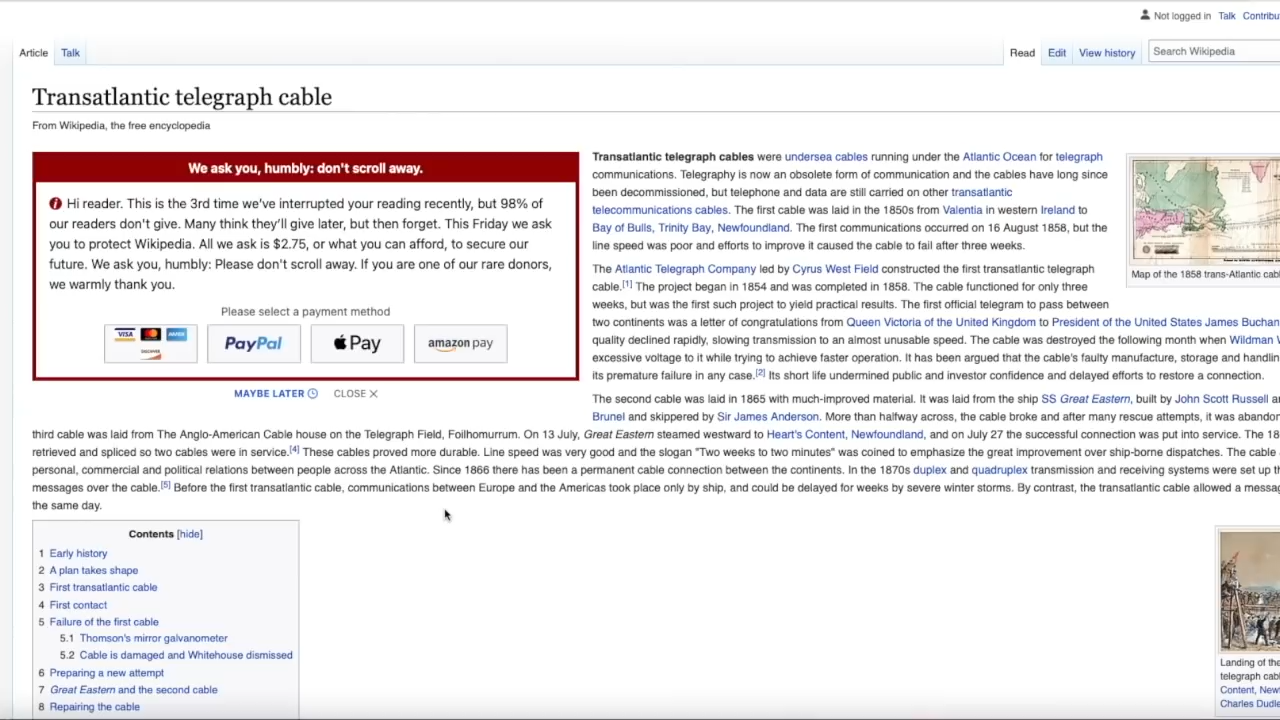 Not logged in Talk
Article Talk Read Edit View history Search Wikipedia
Transatlantic telegraph cable
From Wikipedia, the free encyclopedia
We ask you, humbly: don't scroll away.
Hi reader. This is the 3rd time we've interrupted your reading recently, but 98% of
our readers don't give. Many think they'll give later, but then forget. This Friday we ask
you to protect Wikipedia. All we ask is $2.75, or what you can afford, to secure our
future. We ask you, humbly: Please don't scroll away. If you are one of our rare donors,
we warmly thank you.
Please select a payment method
VISA AMEX DISCOVER PayPal Pay amazon pay
MAYBE LATER CLOSE
Transatlantic telegraph cables were undersea cables running under the Atlantic Ocean for telegraph
communications. Telegraphy is now an obsolete form of communication and the cables have long since
been decommissioned, but telephone and data are still carried on other transatlantic
telecommunications cables. The first cable was laid in the 1850s from Valentia in western Ireland to
Bay of Bulls, Trinity Bay, Newfoundland. The first communications occurred on 16 August 1858, but the
line speed was poor and efforts to improve it caused the cable to fail after three weeks.
Map of the 1858 trans-Atlantic
The Atlantic Telegraph Company led by Cyrus West Field constructed the first transatlantic telegraph
cable.[1] The project began in 1854 and was completed in 1858. The cable functioned for only three
weeks, but was the first such project to yield practical results. The first official telegram to pass between
two continents was a letter of congratulations from Queen Victoria of the United Kingdom to President of the United States James
quality declined rapidly, slowing transmission to an almost unusable speed. The cable was destroyed the following month when Wildman
excessive voltage to it while trying to achieve faster operation. It has been argued that the cable's faulty manufacture, storage and
its premature failure in any case.[2] Its short life undermined public and investor confidence and delayed efforts to restore a connection.
The second cable was laid in 1865 with much-improved material. It was laid from the ship SS Great Eastern, built by John Scott Russell
Brunel and skippered by Sir James Anderson. More than halfway across, the cable broke and after many rescue attempts, it was
third cable was laid from The Anglo-American Cable house on the Telegraph Field, Foilhomurrum. On 13 July, Great Eastern steamed westward to Heart's Content, Newfoundland, and on July 27 the successful connection was put into service. The
retrieved and spliced so two cables were in service.[4] These cables proved more durable. Line speed was very good and the slogan "Two weeks to two minutes" was coined to emphasize the great improvement over ship-borne dispatches. The cable
personal, commercial and political relations between people across the Atlantic. Since 1866 there has been a permanent cable connection between the continents. In the 1870s duplex and quadruplex transmission and receiving systems were set up
messages over the cable.[5] Before the first transatlantic cable, communications between Europe and the Americas took place only by ship, and could be delayed for weeks by severe winter storms. By contrast, the transatlantic cable allowed a
the same day.
Contents [hide]
1 Early history
2 A plan takes shape
3 First transatlantic cable
4 First contact
5 Failure of the first cable
5.1 Thomson's mirror galvanometer
5.2 Cable is damaged and Whitehouse dismissed
6 Preparing a new attempt
7 Great Eastern and the second cable
8 Repairing the cable
Landing of the
telegraph
Content,
Charles